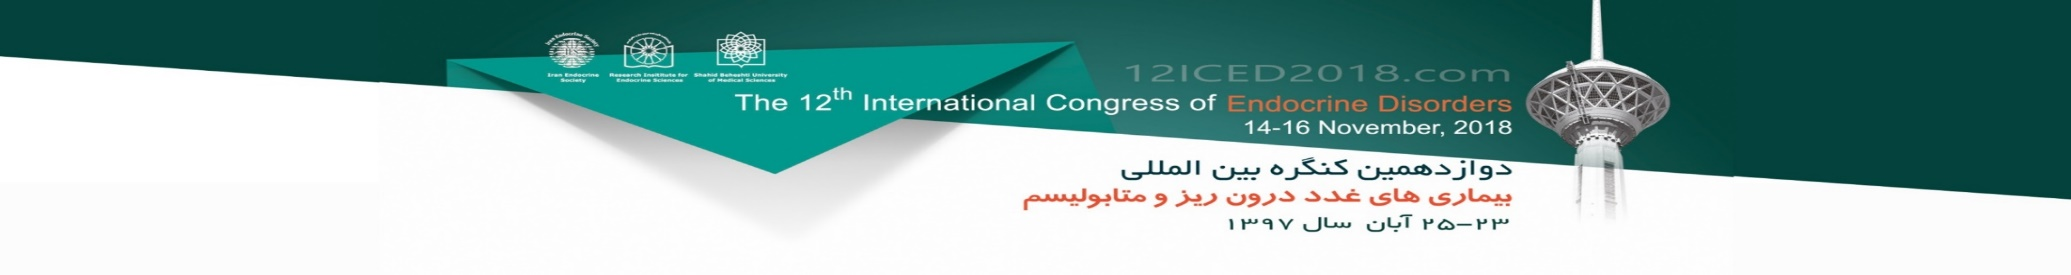 Iran Endocrine
Society
Research Institute for
Endocrine Sciences
Shahid Beheshti University
of Medical Sciences
12ICED2018.com
The 12th International Congress of Endocrine Disorders
14-16 November, 2018
دوازدهمین کنگره بین المللی
بیماری های غدد درون ریز و متابولیسم
۲۳-۲۵ آبان سال ۱۳۹۷